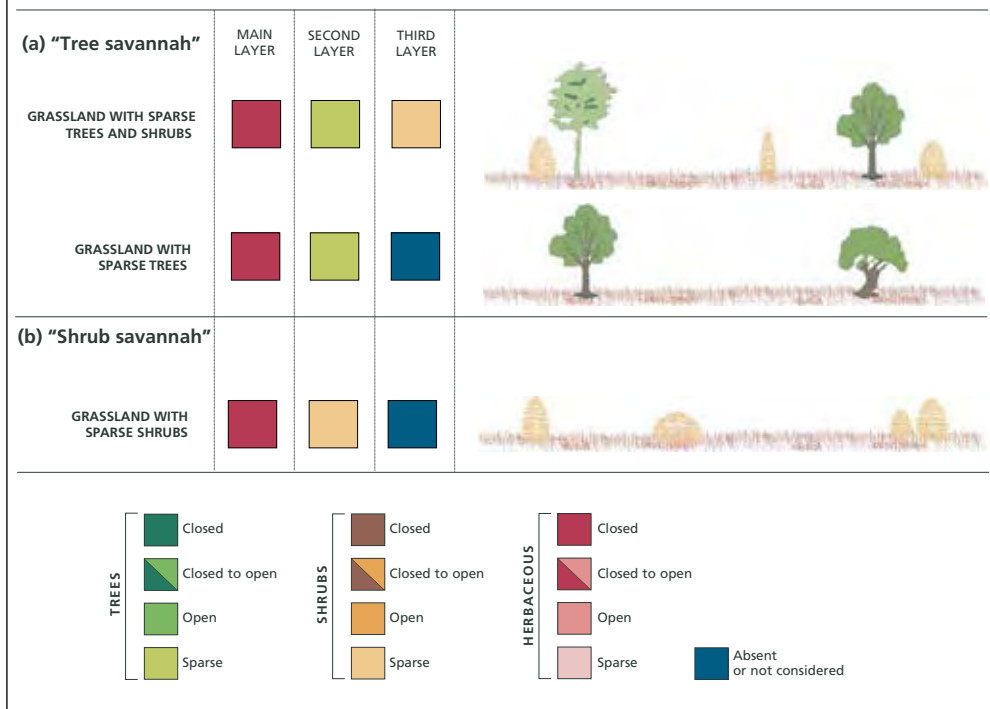 (a) “Tree savannah”
MAIN
LAYER
SECOND
LAYER
THIRD
LAYER
GRASSLAND WITH SPARSE
TREES AND SHRUBS
GRASSLAND WITH
SPARSE TREES
(b) “Shrub savannah”
GRASSLAND WITH
SPARSE SHRUBS
TREES
Closed
Closed to open
Open
Sparse
SHRUBS
Closed
Closed to open
Open
Sparse
HERBACEOUS
Closed
Closed to open
Open
Sparse
Absent
or not considered